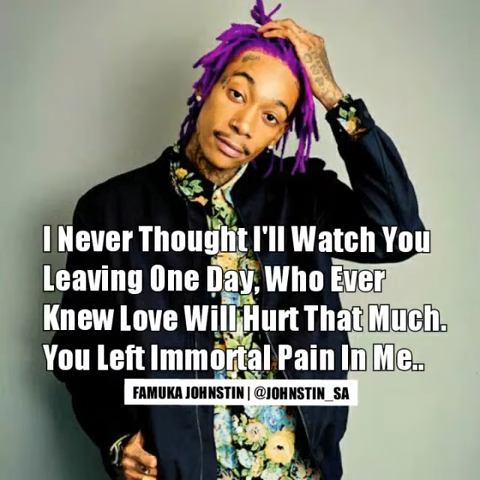 I Never Thought I'll Watch You
Leaving One Day, Who Ever
Knew Love Will Hurt That Much.
You Left Immortal Pain In Me..
FAMUKA JOHNSTIN | @JOHNSTIN_SA